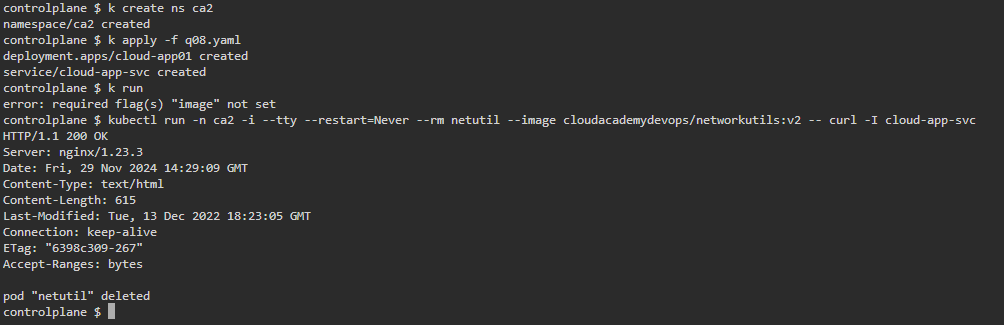 controlplane $ k create ns ca2
namespace/ca2 created
controlplane $ k apply -f q08.yaml
deployment.apps/cloud-app01 created
service/cloud-app-svc created
controlplane $ k run
error: required flag(s) "image" not set
controlplane $ kubectl run -n ca2 -i --tty --restart=Never --rm netutil --image cloudacademydevops/networkutils:v2 -- curl -I cloud-app-svc
HTTP/1.1 200 OK
Server: nginx/1.23.3
Date: Fri, 29 Nov 2024 14:29:09 GMT
Content-Type: text/html
Content-Length: 615
Last-Modified: Tue, 13 Dec 2022 18:23:05 GMT
Connection: keep-alive
ETag: "6398c309-267"
Accept-Ranges: bytes

pod "netutil" deleted
controlplane $